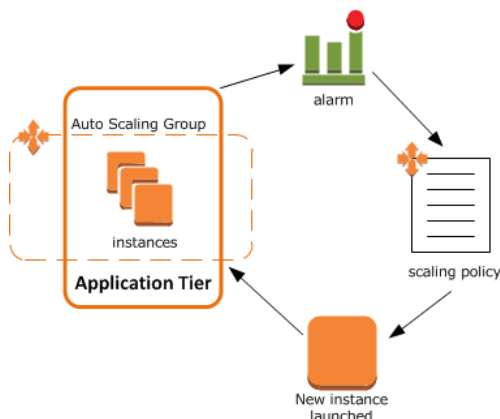 alarm
Auto Scaling Group
instances
Application Tier
scaling policy
New instance
launched